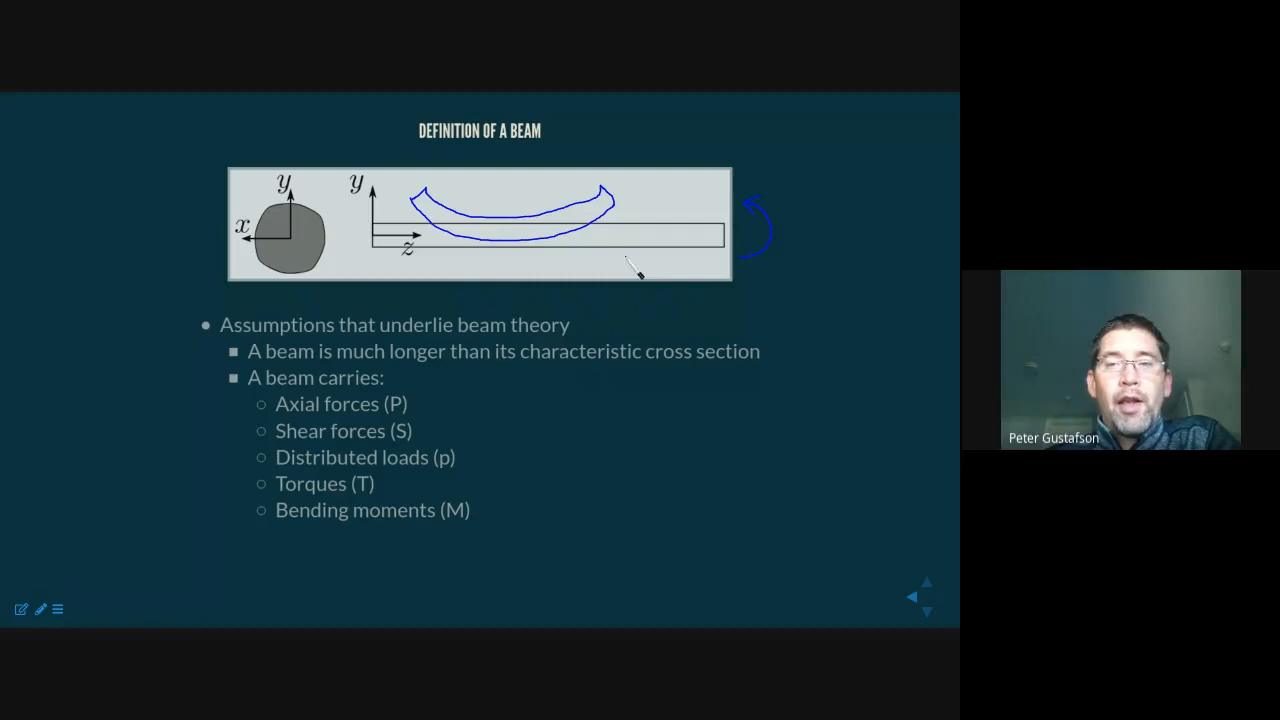 DEFINITION OF A BEAM
y
x
y
z
Assumptions that underlie beam theory
A beam is much longer than its characteristic cross section
A beam carries:
Axial forces (P)
Shear forces (S)
Distributed loads (p)
Torques (T)
Bending moments (M)
Peter Gustafson